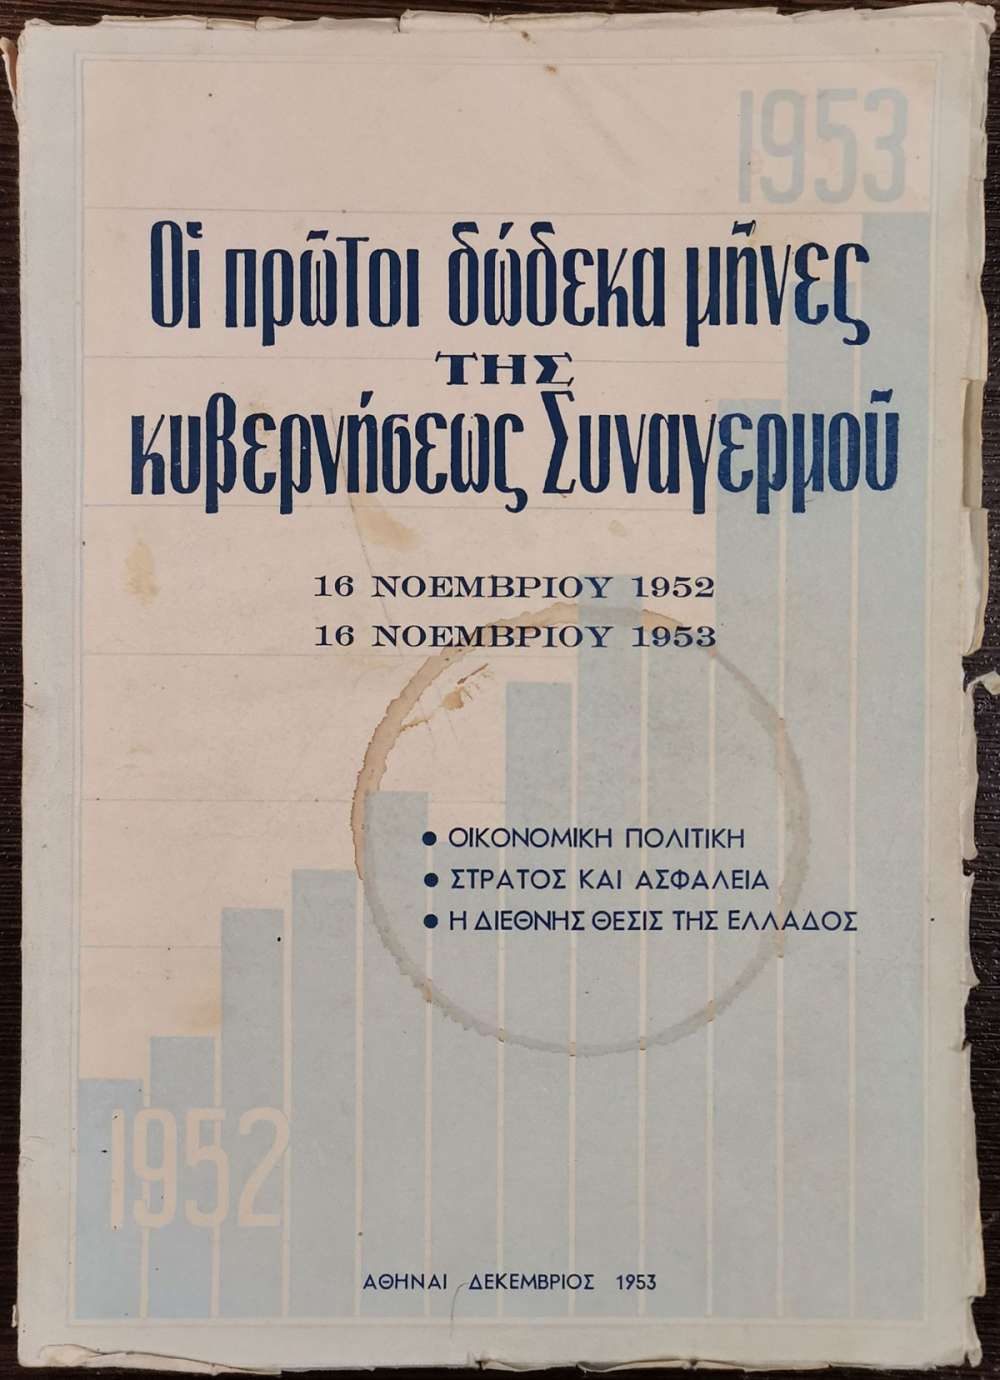 1953
Οἱ πρῶτοι δώδεκα μῆνες
ΤΗΣ
κυβερνήσεως Συναγερμοῦ
16 ΝΟΕΜΒΡΙΟΥ 1952
16 ΝΟΕΜΒΡΙΟΥ 1953
● ΟΙΚΟΝΟΜΙΚΗ ΠΟΛΙΤΙΚΗ
● ΣΤΡΑΤΟΣ ΚΑΙ ΑΣΦΑΛΕΙΑ
● Η ΔΙΕΘΝΗΣ ΘΕΣΙΣ ΤΗΣ ΕΛΛΑΔΟΣ
1952
ΑΘΗΝΑΙ ΔΕΚΕΜΒΡΙΟΣ 1953